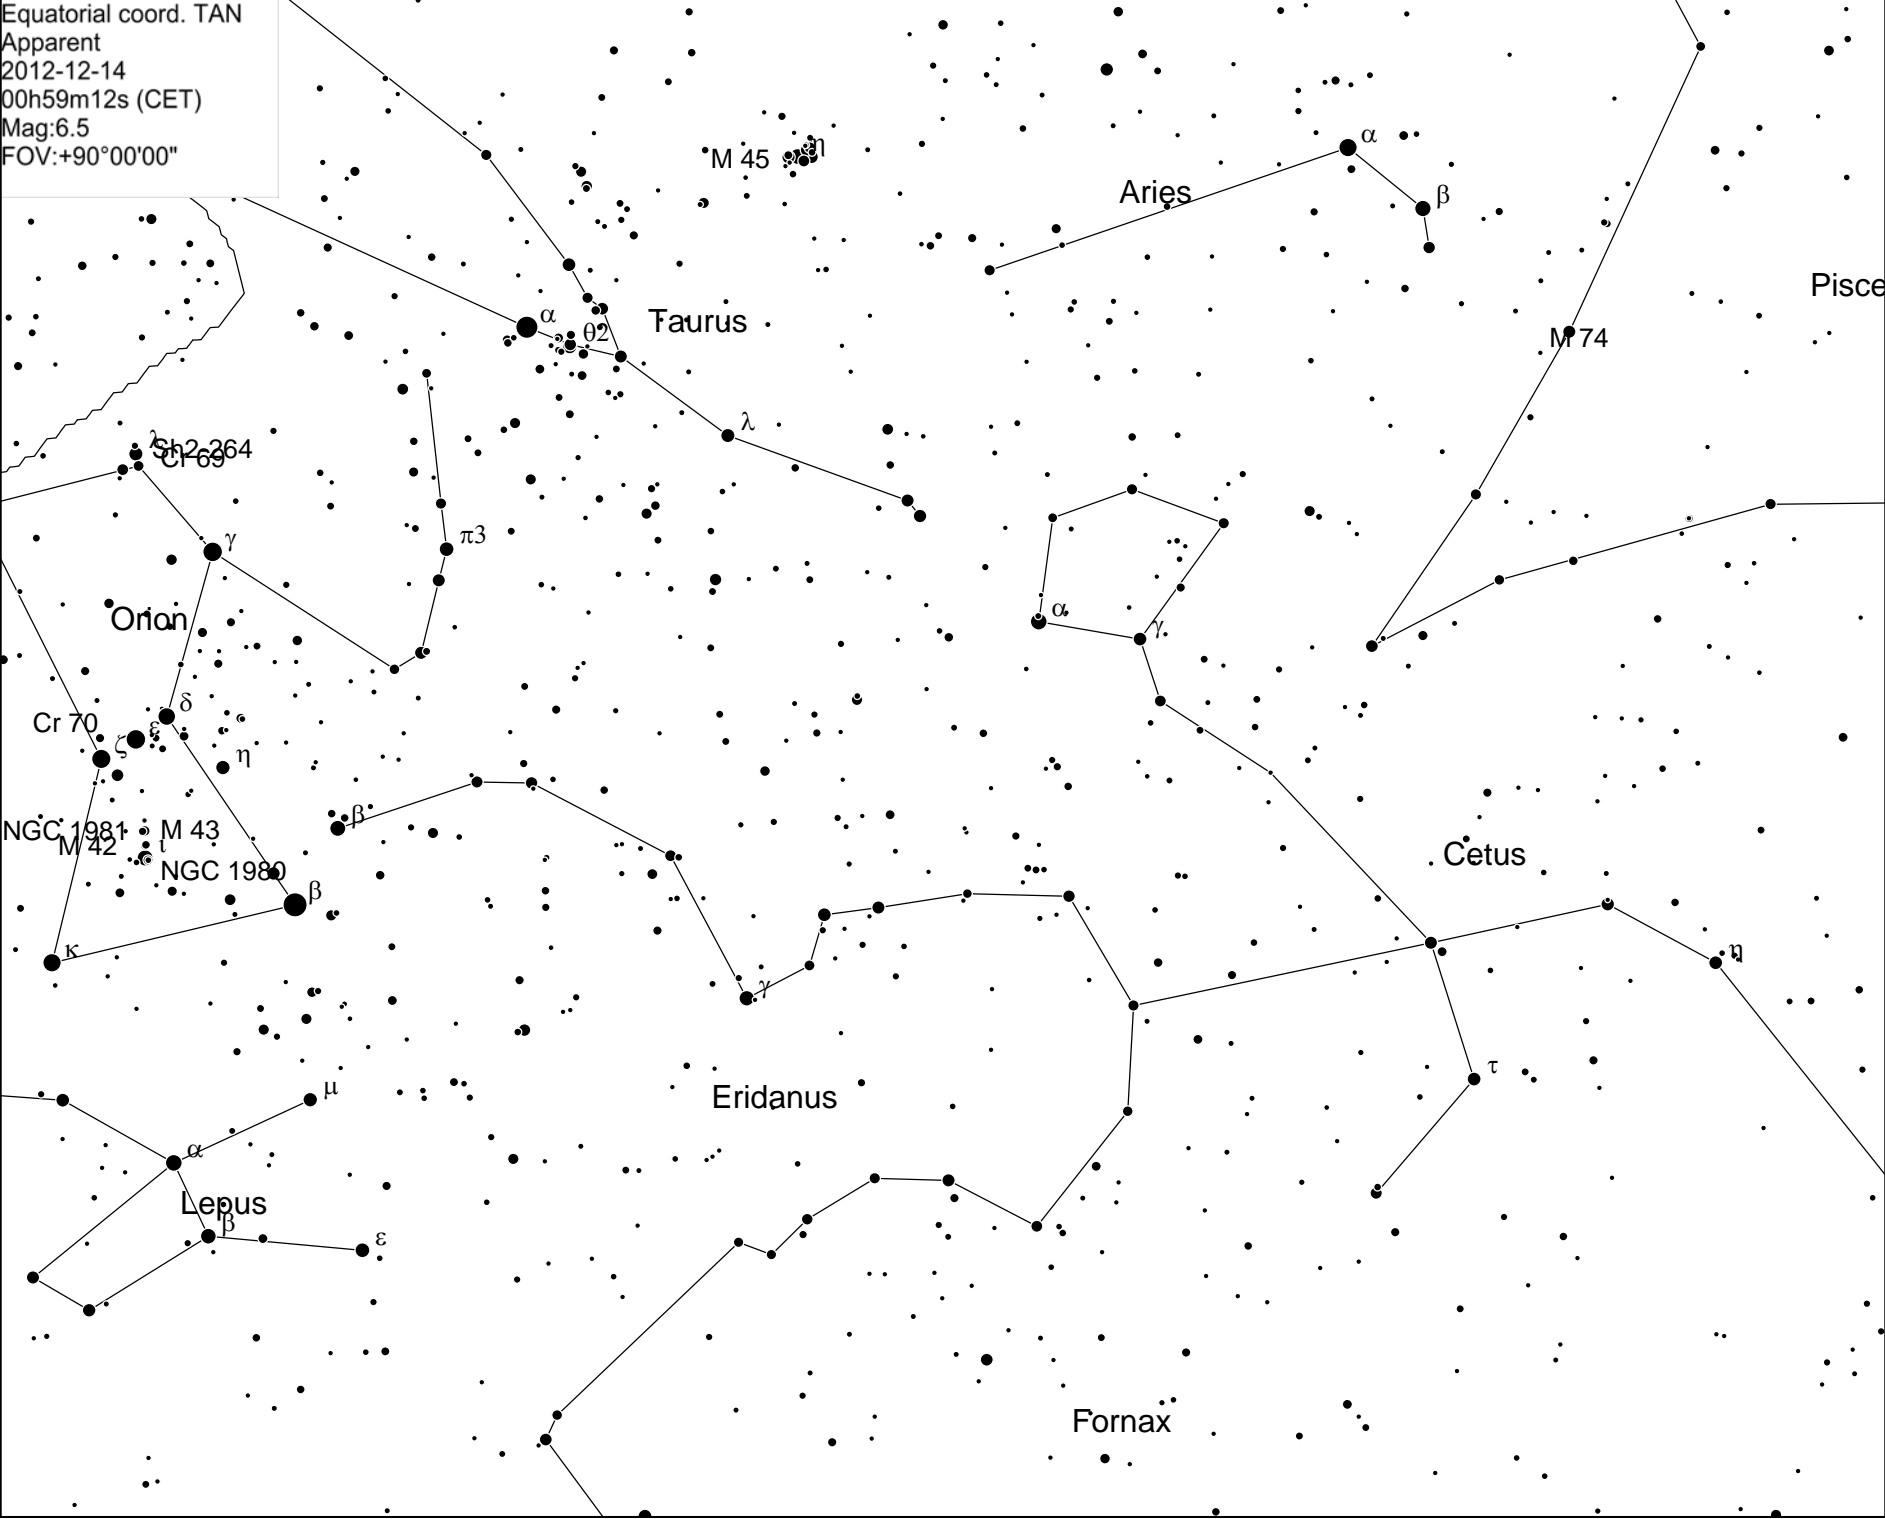 Equatorial coord. TAN
Apparent
2012-12-14
00h59m12s (CET)
Mag:6.5
FOV:+90°00'00"
M 45
η
α
Aries
β
Pisce
α
θ2
Taurus
M 74
λ
λ
Sh2-264
Cr 69
γ
π3
α
γ
Orion
δ
Cr 70
ε
ζ
η
β
NGC 1981
M 43
M 42
ι
NGC 1980
Cetus
β
κ
η
γ
τ
μ
Eridanus
α
Lepus
β
ε
Fornax